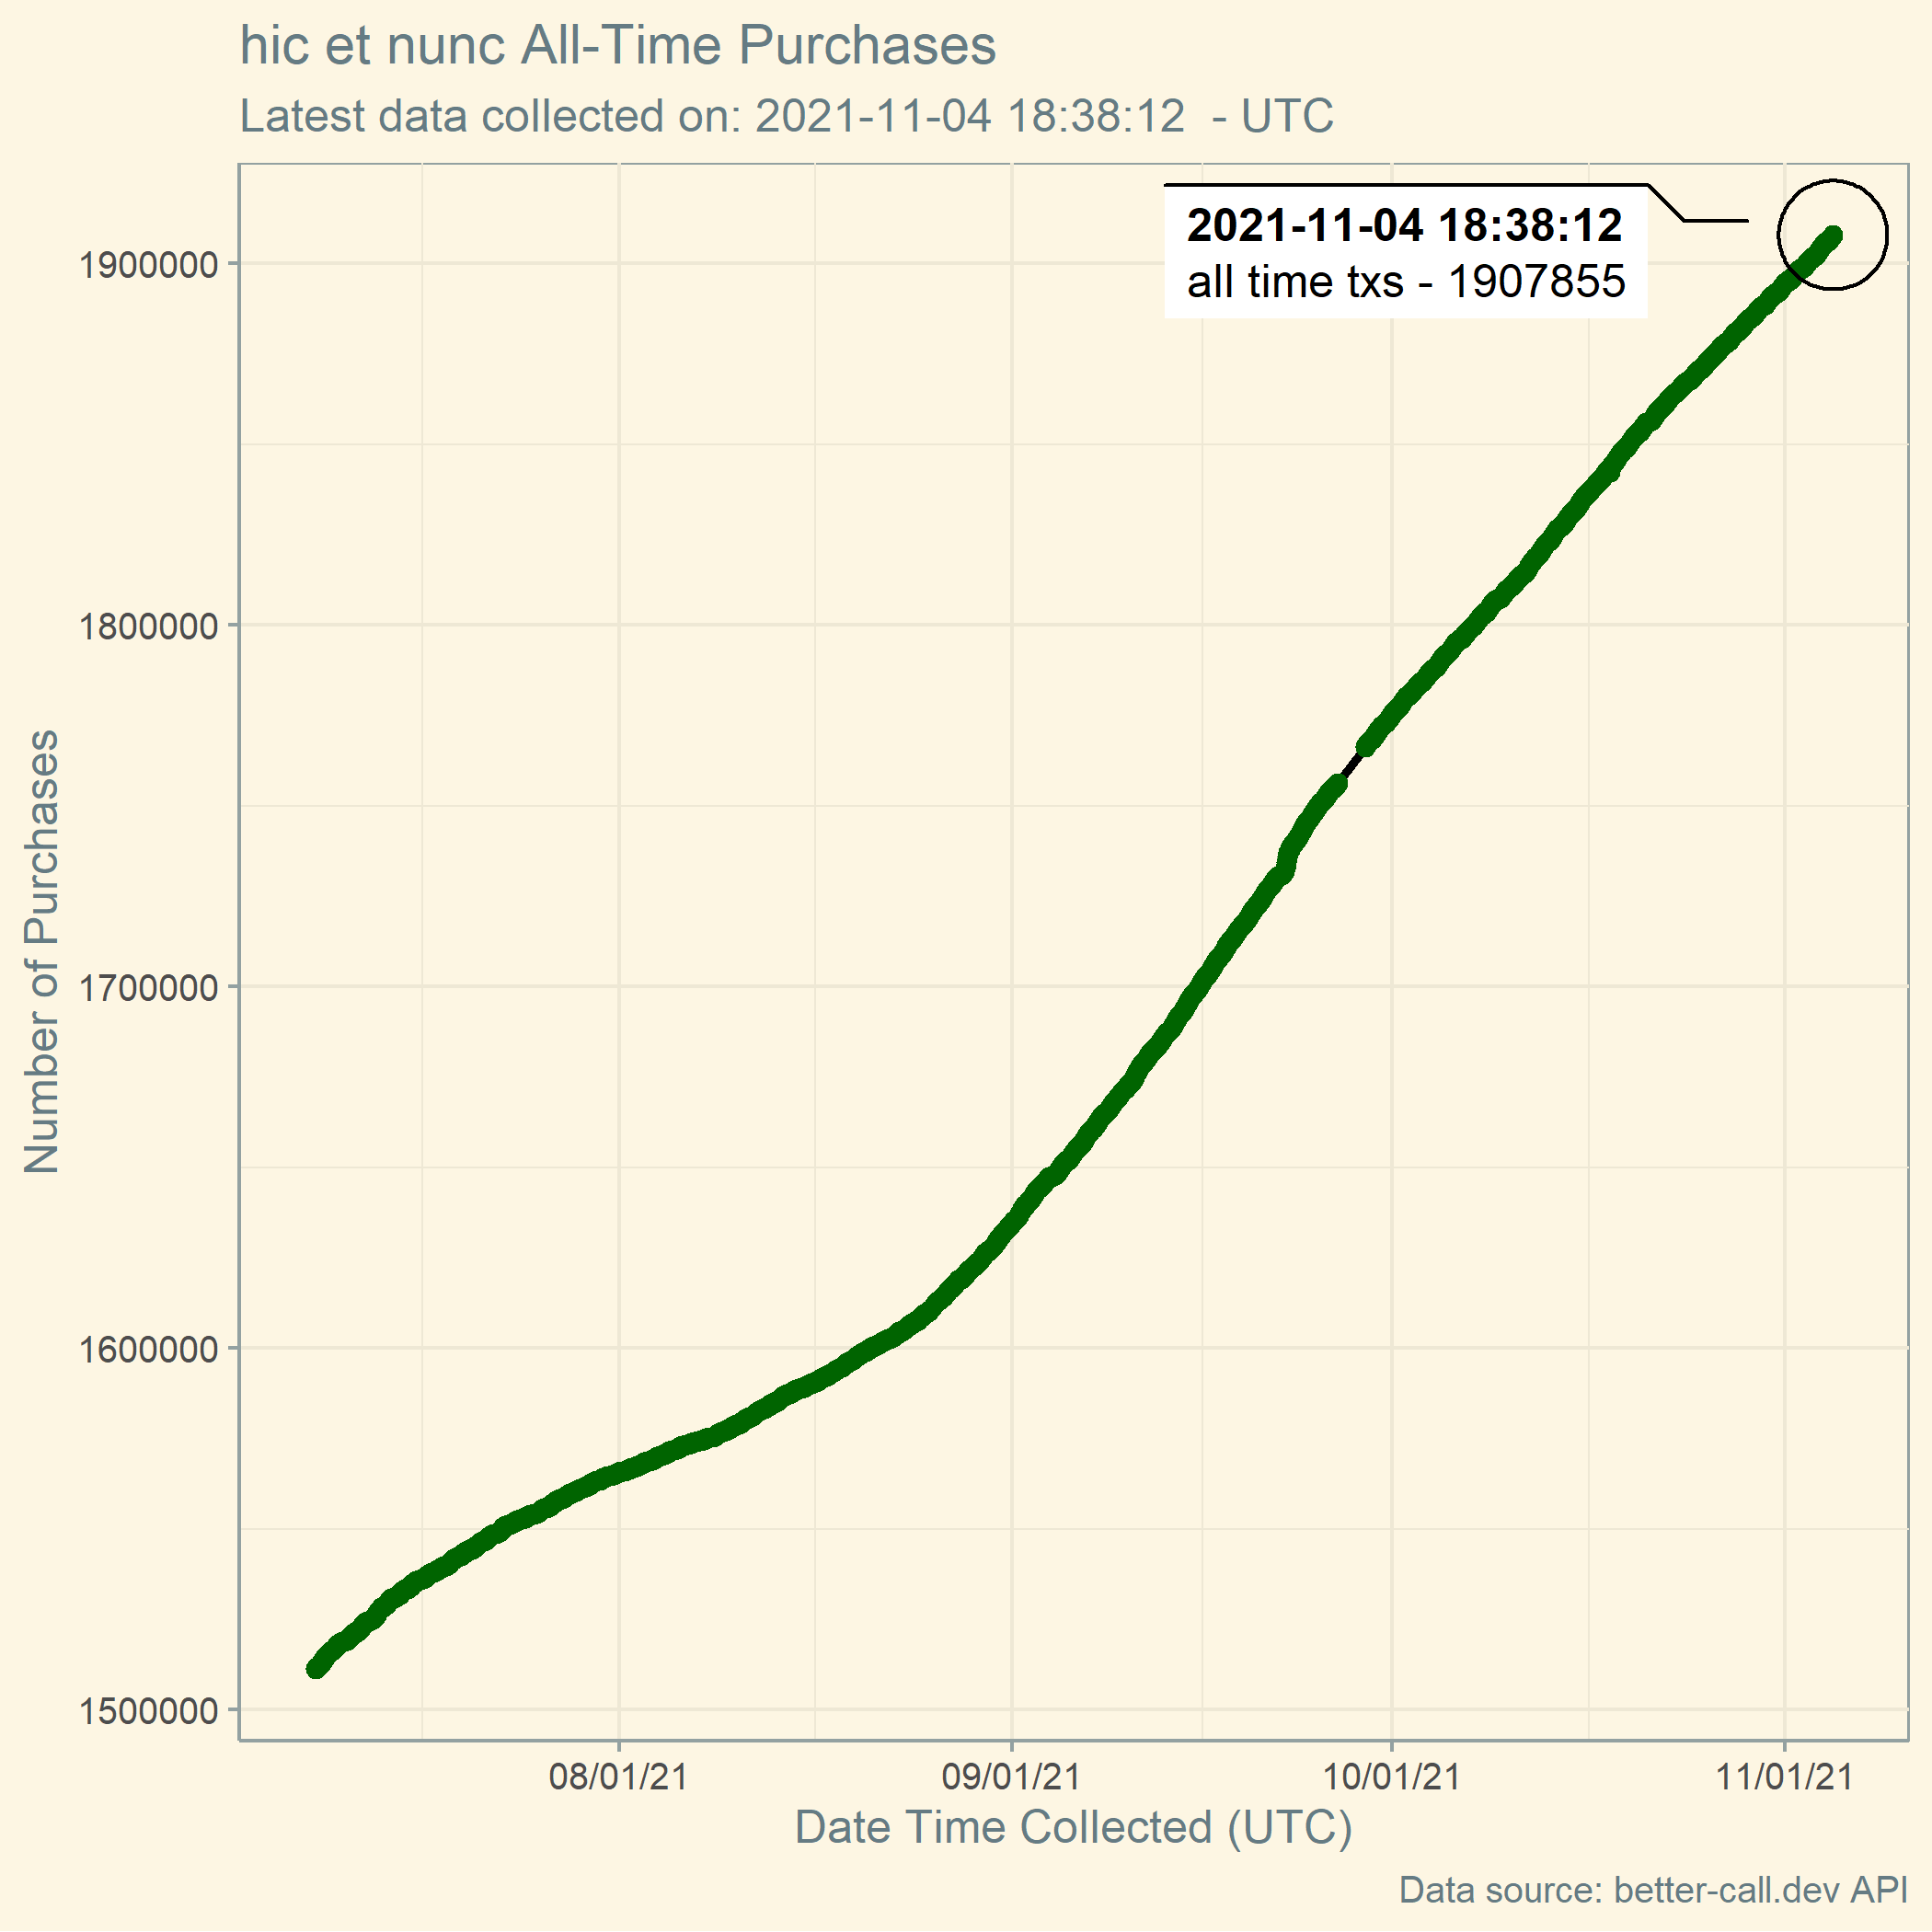 hic et nunc All-Time Purchases
Latest data collected on: 2021-11-04 18:38:12  - UTC
2021-11-04 18:38:12
all time txs - 1907855
1900000
1800000
1700000
1600000
1500000
Number of Purchases
08/01/21
09/01/21
10/01/21
11/01/21
Date Time Collected (UTC)
Data source: better-call.dev API